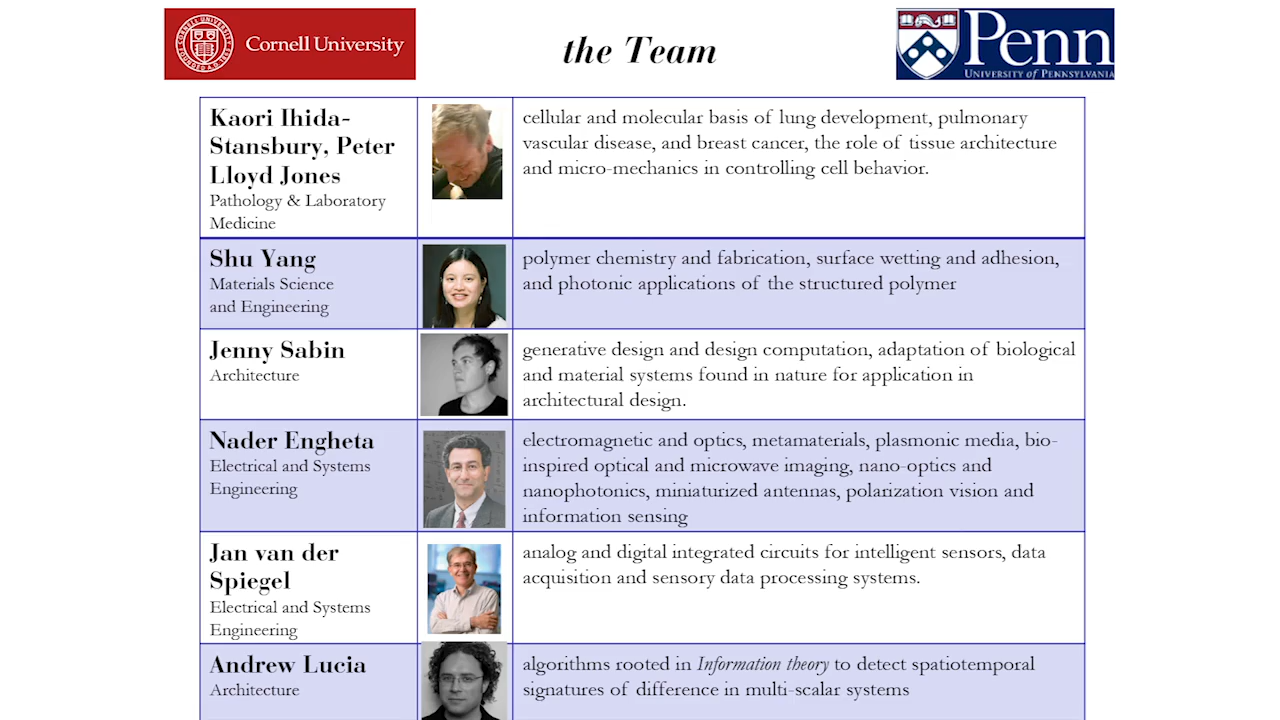 Cornell University
the Team
Penn
UNIVERSITY of PENNSYLVANIA
Kaori Ihida-
Stansbury, Peter
Lloyd Jones
Pathology & Laboratory
Medicine
cellular and molecular basis of lung development, pulmonary
vascular disease, and breast cancer, the role of tissue architecture
and micro-mechanics in controlling cell behavior.
Shu Yang
Materials Science
and Engineering
polymer chemistry and fabrication, surface wetting and adhesion,
and photonic applications of the structured polymer
Jenny Sabin
Architecture
generative design and design computation, adaptation of biological
and material systems found in nature for application in
architectural design.
Nader Engheta
Electrical and Systems
Engineering
electromagnetic and optics, metamaterials, plasmonic media, bio-
inspired optical and microwave imaging, nano-optics and
nanophotonics, miniaturized antennas, polarization vision and
information sensing
Jan van der
Spiegel
Electrical and Systems
Engineering
analog and digital integrated circuits for intelligent sensors, data
acquisition and sensory data processing systems.
Andrew Lucia
Architecture
algorithms rooted in Information theory to detect spatiotemporal
signatures of difference in multi-scalar systems